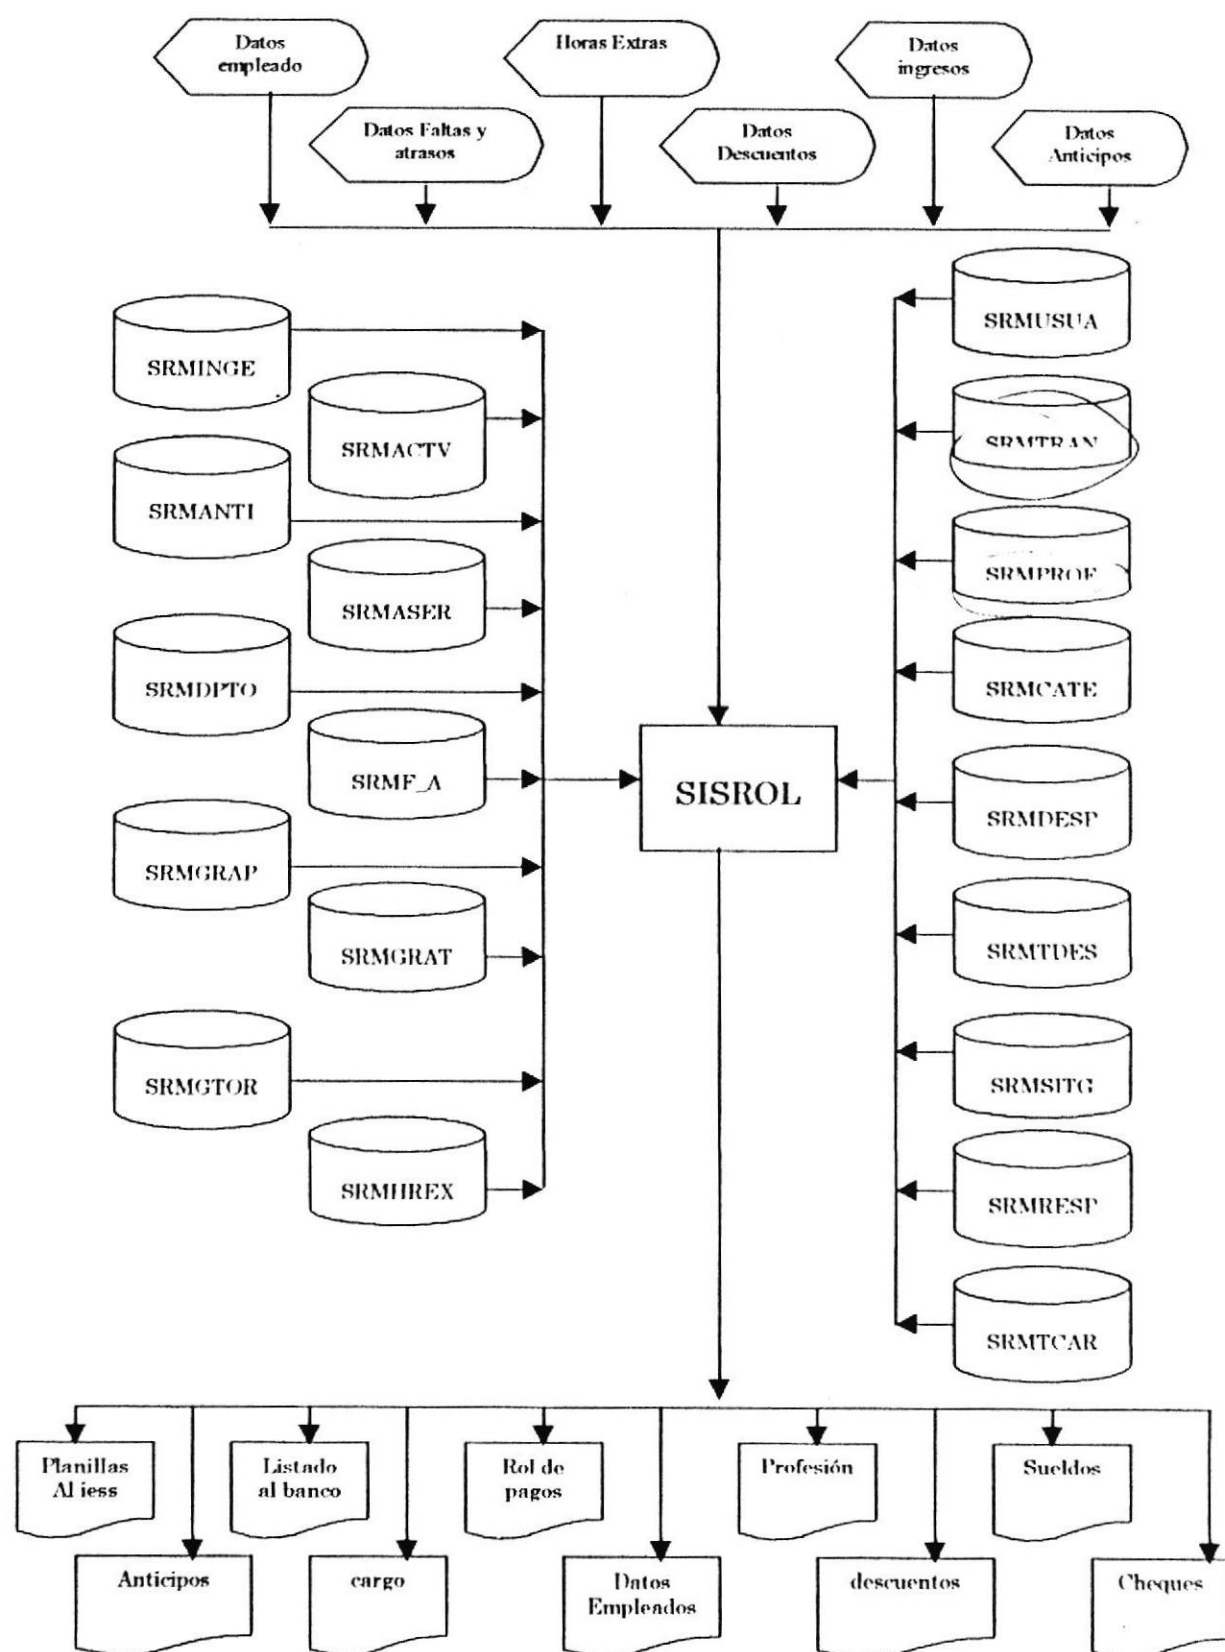 Datos
empleado
Horas Extras
Datos
ingresos
Datos Faltas y
atrasos
Datos
Descuentos
Datos
Anticipos
SRMINGE
SRMACTV
SRMANTI
SRMASER
SRMDPTO
SRMF_A
SRMGRAP
SRMGRAT
SRMGTOR
SRMHREX
SISROL
SRMUSUA
SRMTRAN
SRMPROF
SRMCATE
SRMDESP
SRMTDES
SRMSITG
SRMRESP
SRMTCAR
Planillas
Al iess
Listado
al banco
Rol de
pagos
Profesión
Sueldos
Anticipos
cargo
Datos
Empleados
descuentos
Cheques